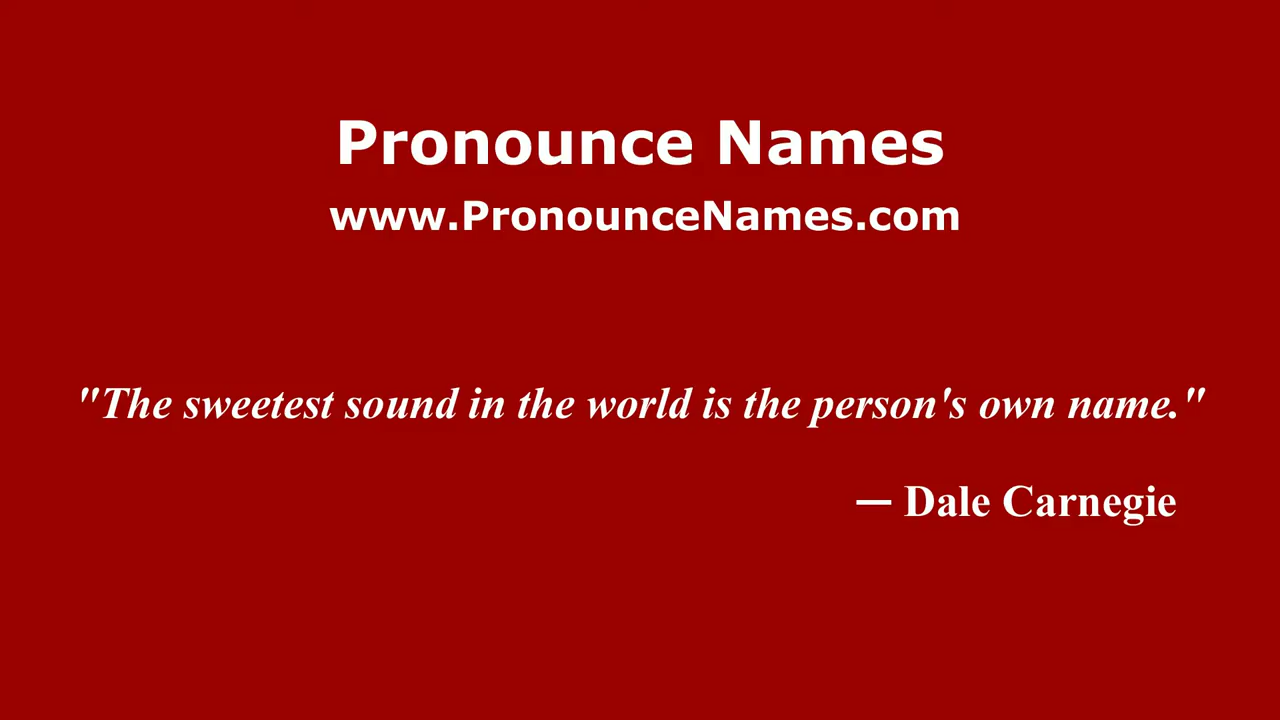 Pronounce Names
www.PronounceNames.com
"The sweetest sound in the world is the person's own name."
— Dale Carnegie